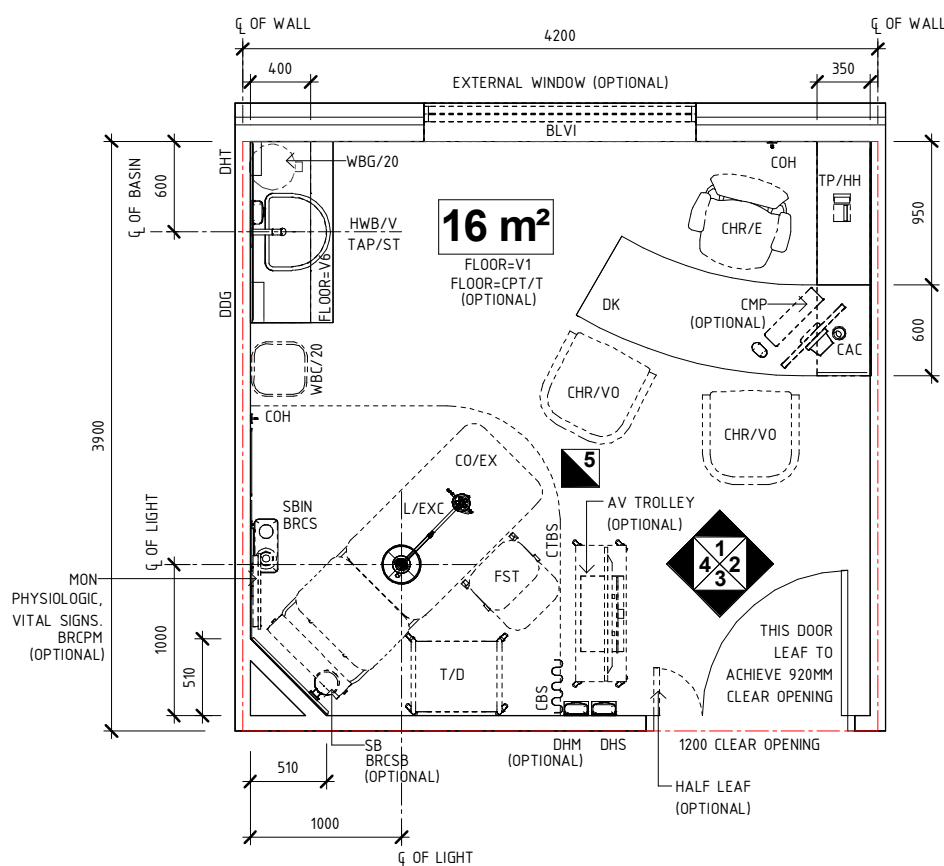 ℄ OF WALL
4200
℄ OF WALL
400
EXTERNAL WINDOW (OPTIONAL)
350
BLVI
℄ OF BASIN
600
DHT
WBG/20
COH
TP/HH
950
HWB/V
TAP/ST
16 m²
CHR/E
FLOOR=V1
FLOOR=CPT/T
(OPTIONAL)
FLOOR=V6
DDG
DK
CMP
(OPTIONAL)
CAC
600
WBC/20
CHR/VO
CHR/VO
COH
3900
CO/EX
5
SBIN
BRCS
L/EXC
AV TROLLEY
(OPTIONAL)
CTBS
℄ OF LIGHT
1
4 2
3
FST
MON
PHYSIOLOGIC,
VITAL SIGNS.
BRCPM
(OPTIONAL)
1000
510
THIS DOOR
LEAF TO
ACHIEVE 920MM
CLEAR OPENING
T/D
CBS
SB
BRCSB
(OPTIONAL)
DHM
(OPTIONAL)
DHS
1200 CLEAR OPENING
510
HALF LEAF
(OPTIONAL)
1000
℄ OF LIGHT